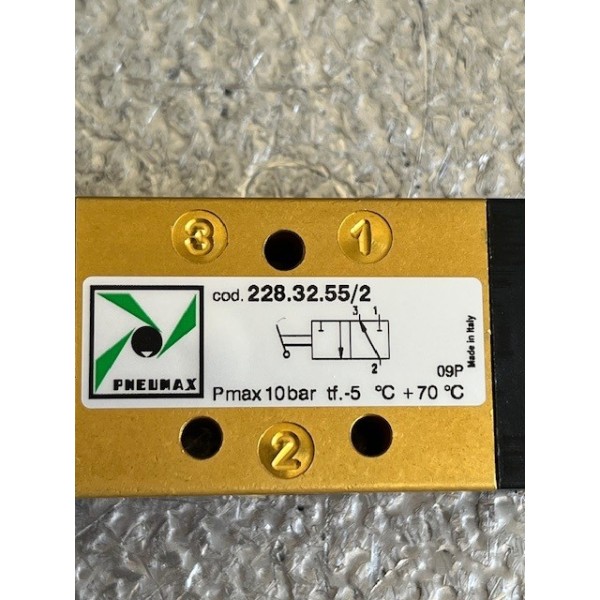 3 1
cod. 228.32.55/2
3 1
2
PNEUMAX
09P
Made in Italy
Pmax 10 bar tf.-5 °C +70 °C
2